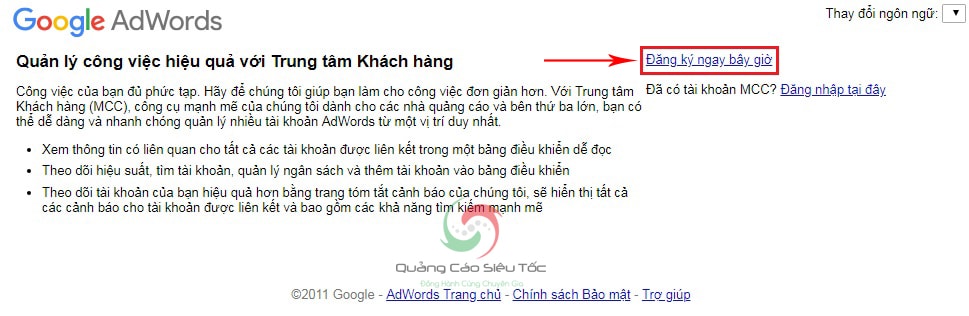 Google AdWords
Thay đổi ngôn ngữ:
Quản lý công việc hiệu quả với Trung tâm Khách hàng
Đăng ký ngay bây giờ
Công việc của bạn đủ phức tạp. Hãy để chúng tôi giúp bạn làm cho công việc đơn giản hơn. Với Trung tâm
Khách hàng (MCC), công cụ mạnh mẽ của chúng tôi dành cho các nhà quảng cáo và bên thứ ba lớn, bạn có
thể dễ dàng và nhanh chóng quản lý nhiều tài khoản AdWords từ một vị trí duy nhất.
Đã có tài khoản MCC? Đăng nhập tại đây
• Xem thông tin có liên quan cho tất cả các tài khoản được liên kết trong một bảng điều khiển dễ đọc
• Theo dõi hiệu suất, tìm tài khoản, quản lý ngân sách và thêm tài khoản vào bảng điều khiển
• Theo dõi tài khoản của bạn hiệu quả hơn bằng trang tóm tắt cảnh báo của chúng tôi, sẽ hiển thị tất cả
các cảnh báo cho tài khoản được liên kết và bao gồm các khả năng tìm kiếm mạnh mẽ
Quảng Cáo Siêu Tốc
Đồng Hành Cùng Chuyên Gia
©2011 Google - AdWords Trang chủ - Chính sách Bảo mật - Trợ giúp